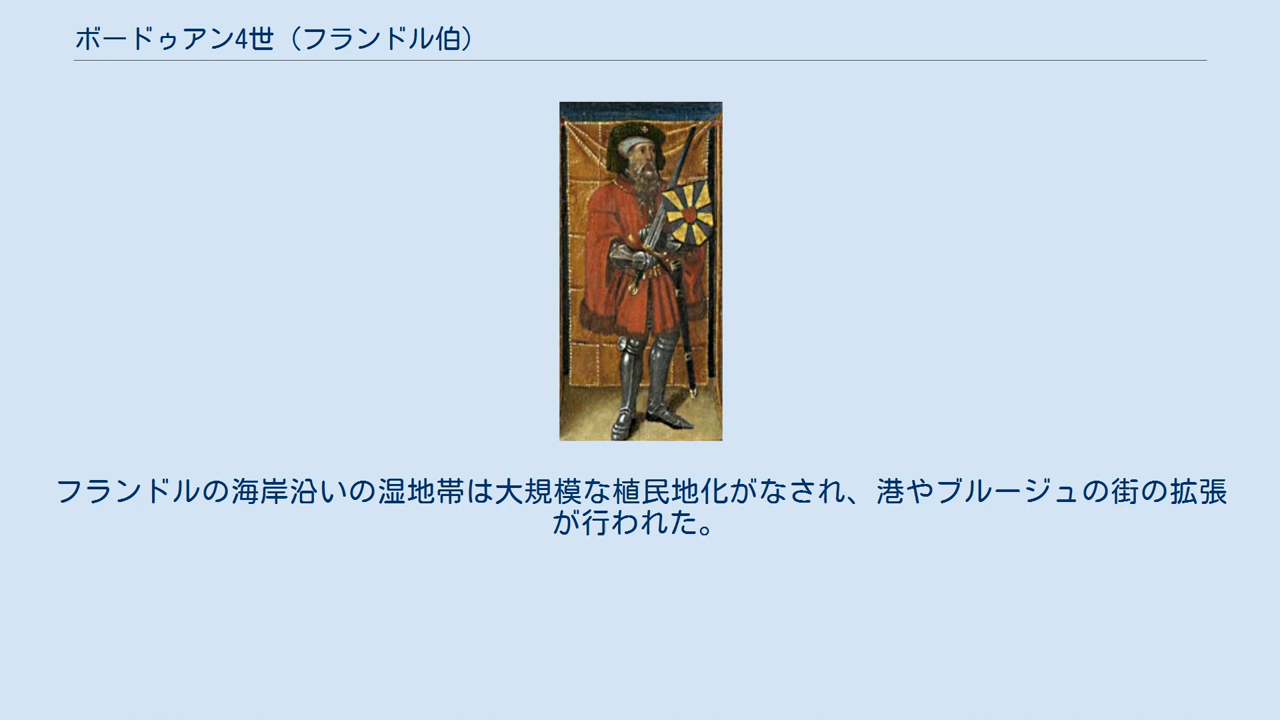 ボードゥアン4世（フランドル伯）
フランドルの海岸沿いの湿地帯は大規模な植民地化がなされ、港やブルージュの街の拡張
が行われた。